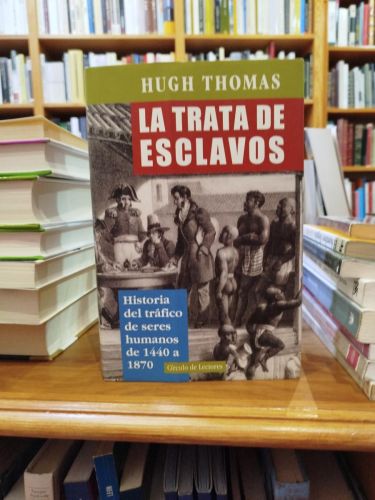 HUGH THOMAS
LA TRATA DE
ESCLAVOS
Historia
del tráfico
de seres
humanos
de 1440 a
1870
Círculo de Lectores